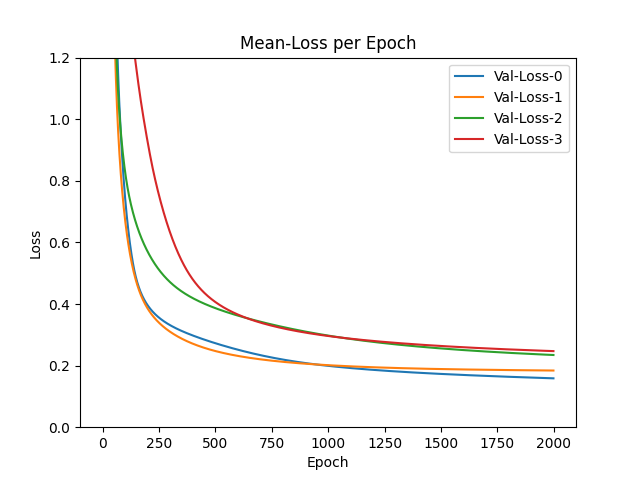 Mean-Loss per Epoch
Val-Loss-0
Val-Loss-1
Val-Loss-2
Val-Loss-3
Loss
1.2
1.0
0.8
0.6
0.4
0.2
0.0
0 250 500 750 1000 1250 1500 1750 2000
Epoch